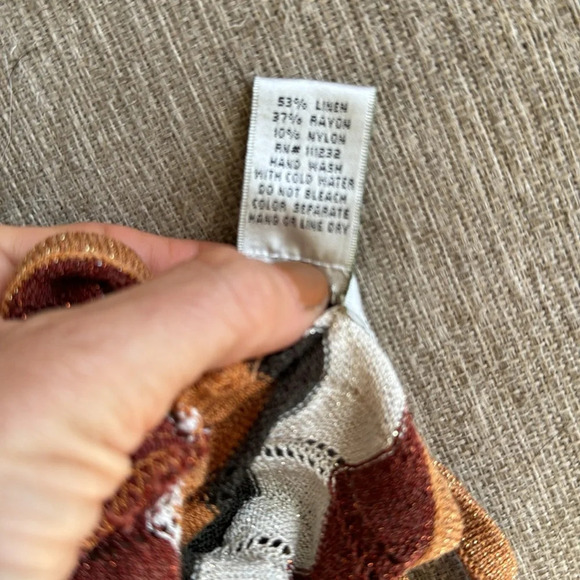 53% LINEN
37% RAYON
10% NYLON
RN# 111232
HAND WASH
WITH COLD WATER
DO NOT BLEACH
COLOR SEPARATE
HAND OR LINE DRY